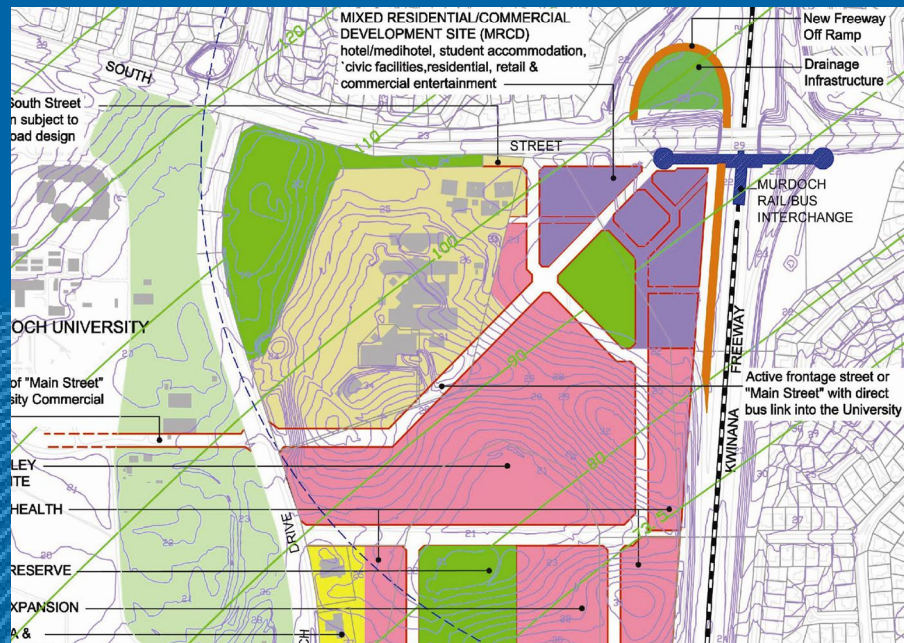 MIXED RESIDENTIAL/COMMERCIAL
DEVELOPMENT SITE (MRCD)
hotel/medihotel, student accommodation,
`civic facilities,residential, retail &
commercial entertainment
New Freeway
Off Ramp
Drainage
Infrastructure
120
SOUTH
South Street
n subject to
oad design
110
STREET
MURDOCH
RAIL/BUS
INTERCHANGE
100
OCH UNIVERSITY
90
of "Main Street"
sity Commercial
Active frontage street or
"Main Street" with direct
bus link into the University
KWINANA FREEWAY
80
LEY
ITE
HEALTH
75
DRIVE
RESERVE
EXPANSION
A &
CH